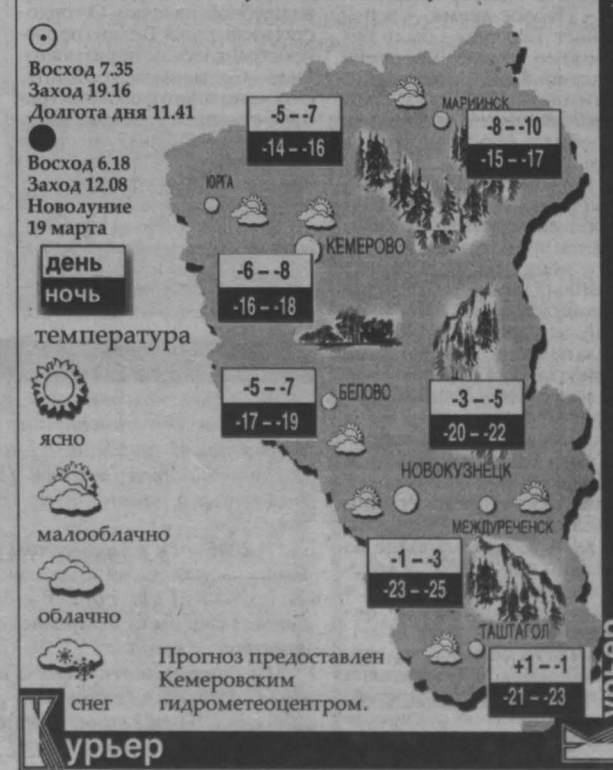 Восход 7.35
Заход 19.16
Долгота дня 11.41
Восход 6.18
Заход 12.08
Новолуние
19 марта
день
ночь
температура
ясно
малооблачно
облачно
снег
-5 – -7
-14 – -16
МАРИИНСК
-8 – -10
-15 – -17
ЮРГА
КЕМЕРОВО
-6 – -8
-16 – -18
-5 – -7
-17 – -19
БЕЛОВО
-3 – -5
-20 – -22
НОВОКУЗНЕЦК
МЕЖДУРЕЧЕНСК
-1 – -3
-23 – -25
ТАШТАГОЛ
+1 – -1
-21 – -23
Прогноз предоставлен
Кемеровским
гидрометеоцентром.
Курьер